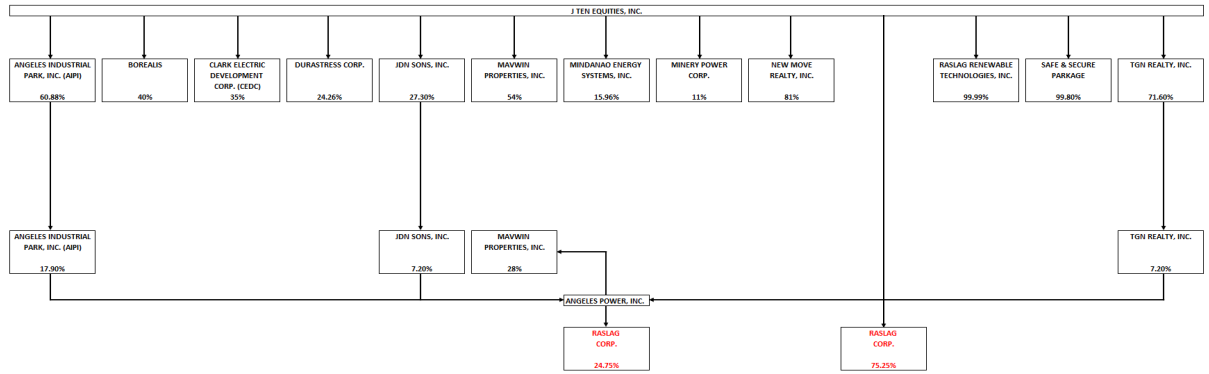 J TEN EQUITIES, INC.
ANGELES INDUSTRIAL
PARK, INC. (AIPI)
60.88%
BOREALIS
40%
CLARK ELECTRIC
DEVELOPMENT
CORP. (CEDC)
35%
DURASTRESS CORP.
24.26%
JDN SONS, INC.
27.30%
MAVWIN
PROPERTIES, INC.
54%
MINDANAO ENERGY
SYSTEMS, INC.
15.96%
MINERY POWER
CORP.
11%
NEW MOVE
REALTY, INC.
81%
RASLAG RENEWABLE
TECHNOLOGIES, INC.
99.99%
SAFE & SECURE
PARKAGE
99.80%
TGN REALTY, INC.
71.60%
ANGELES INDUSTRIAL
PARK, INC. (AIPI)
17.90%
JDN SONS, INC.
7.20%
MAVWIN
PROPERTIES, INC.
28%
TGN REALTY, INC.
7.20%
ANGELES POWER, INC.
RASLAG
CORP.
24.75%
RASLAG
CORP.
75.25%